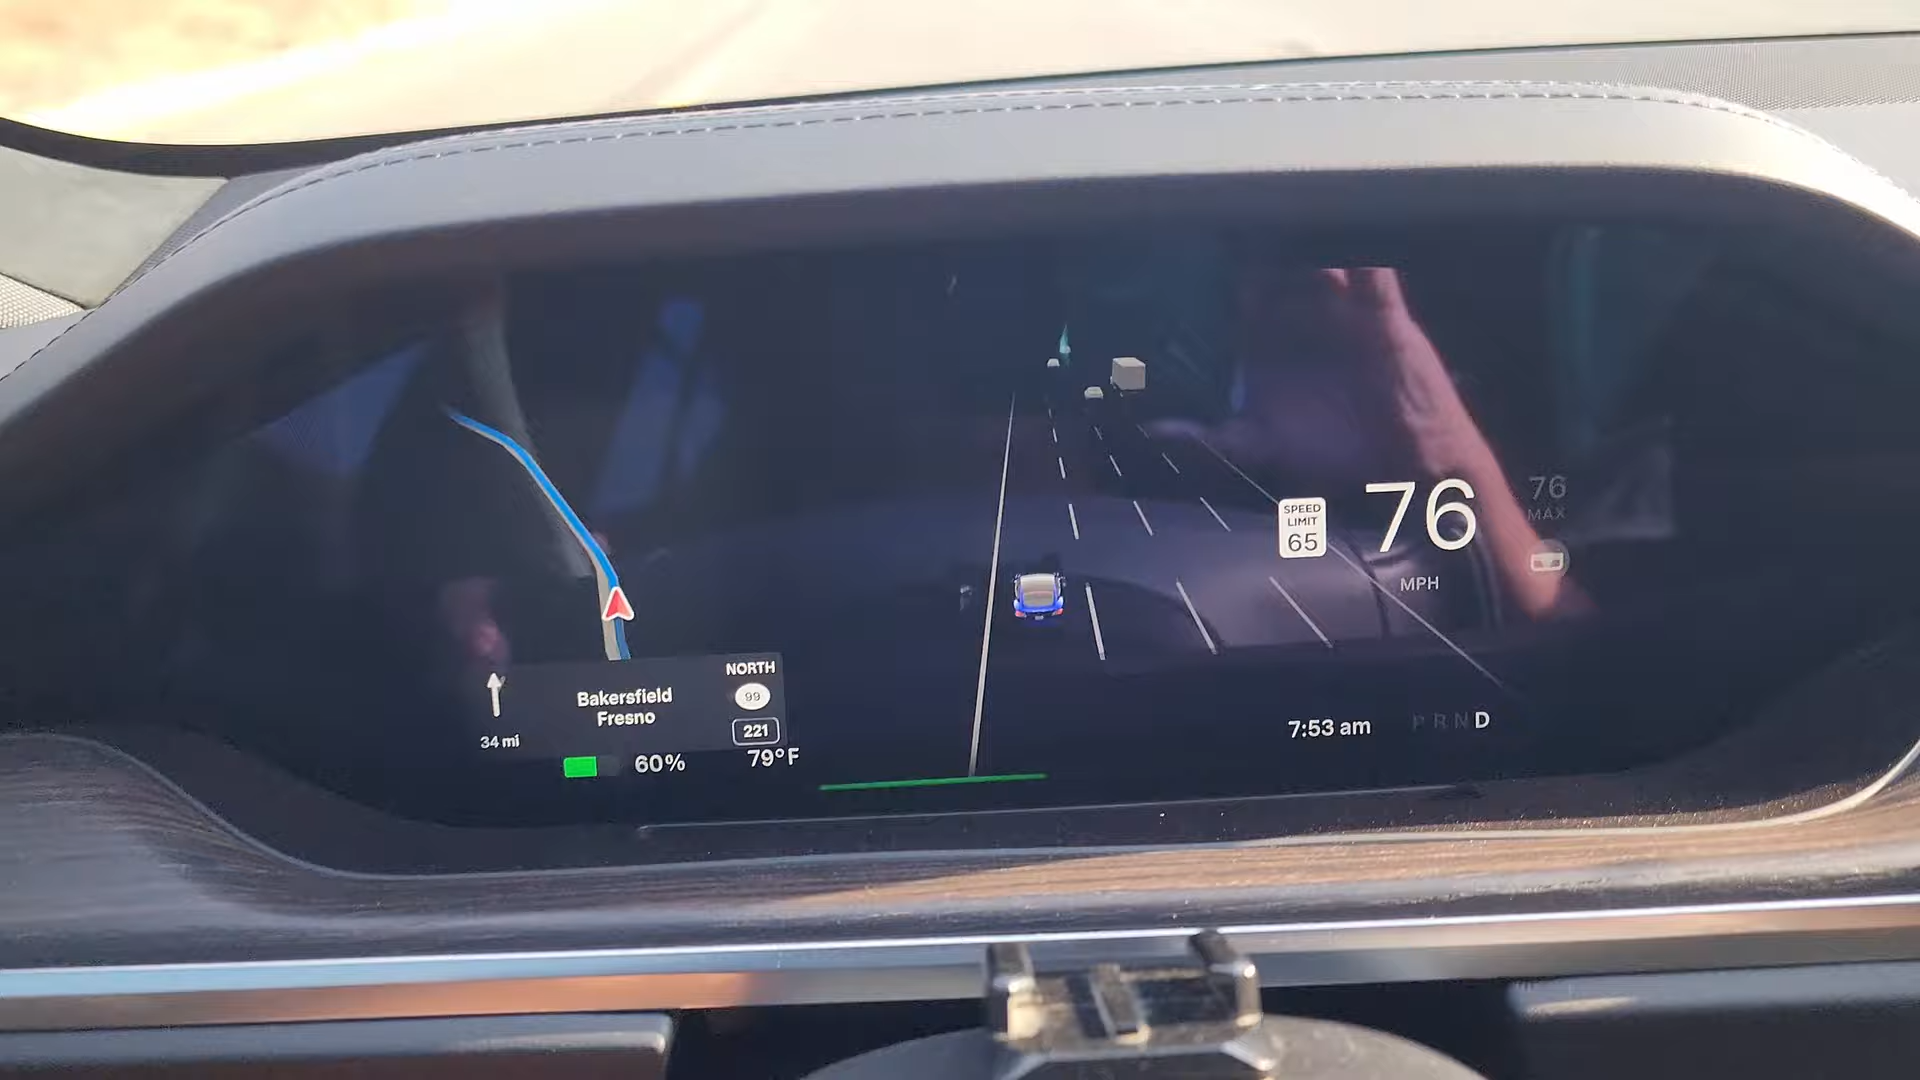 NORTH
Bakersfield
Fresno
99
221
34 mi
60%
79°F
SPEED
LIMIT
65
76
MPH
76
MAX
7:53 am
P R N D